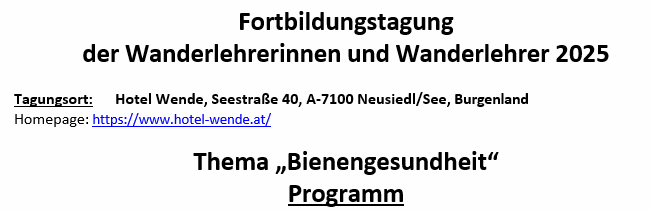 Fortbildungstagung
der Wanderlehrerinnen und Wanderlehrer 2025
Tagungsort: Hotel Wende, Seestraße 40, A-7100 Neusiedl/See, Burgenland
Homepage: https://www.hotel-wende.at/
Thema „Bienengesundheit“
Programm